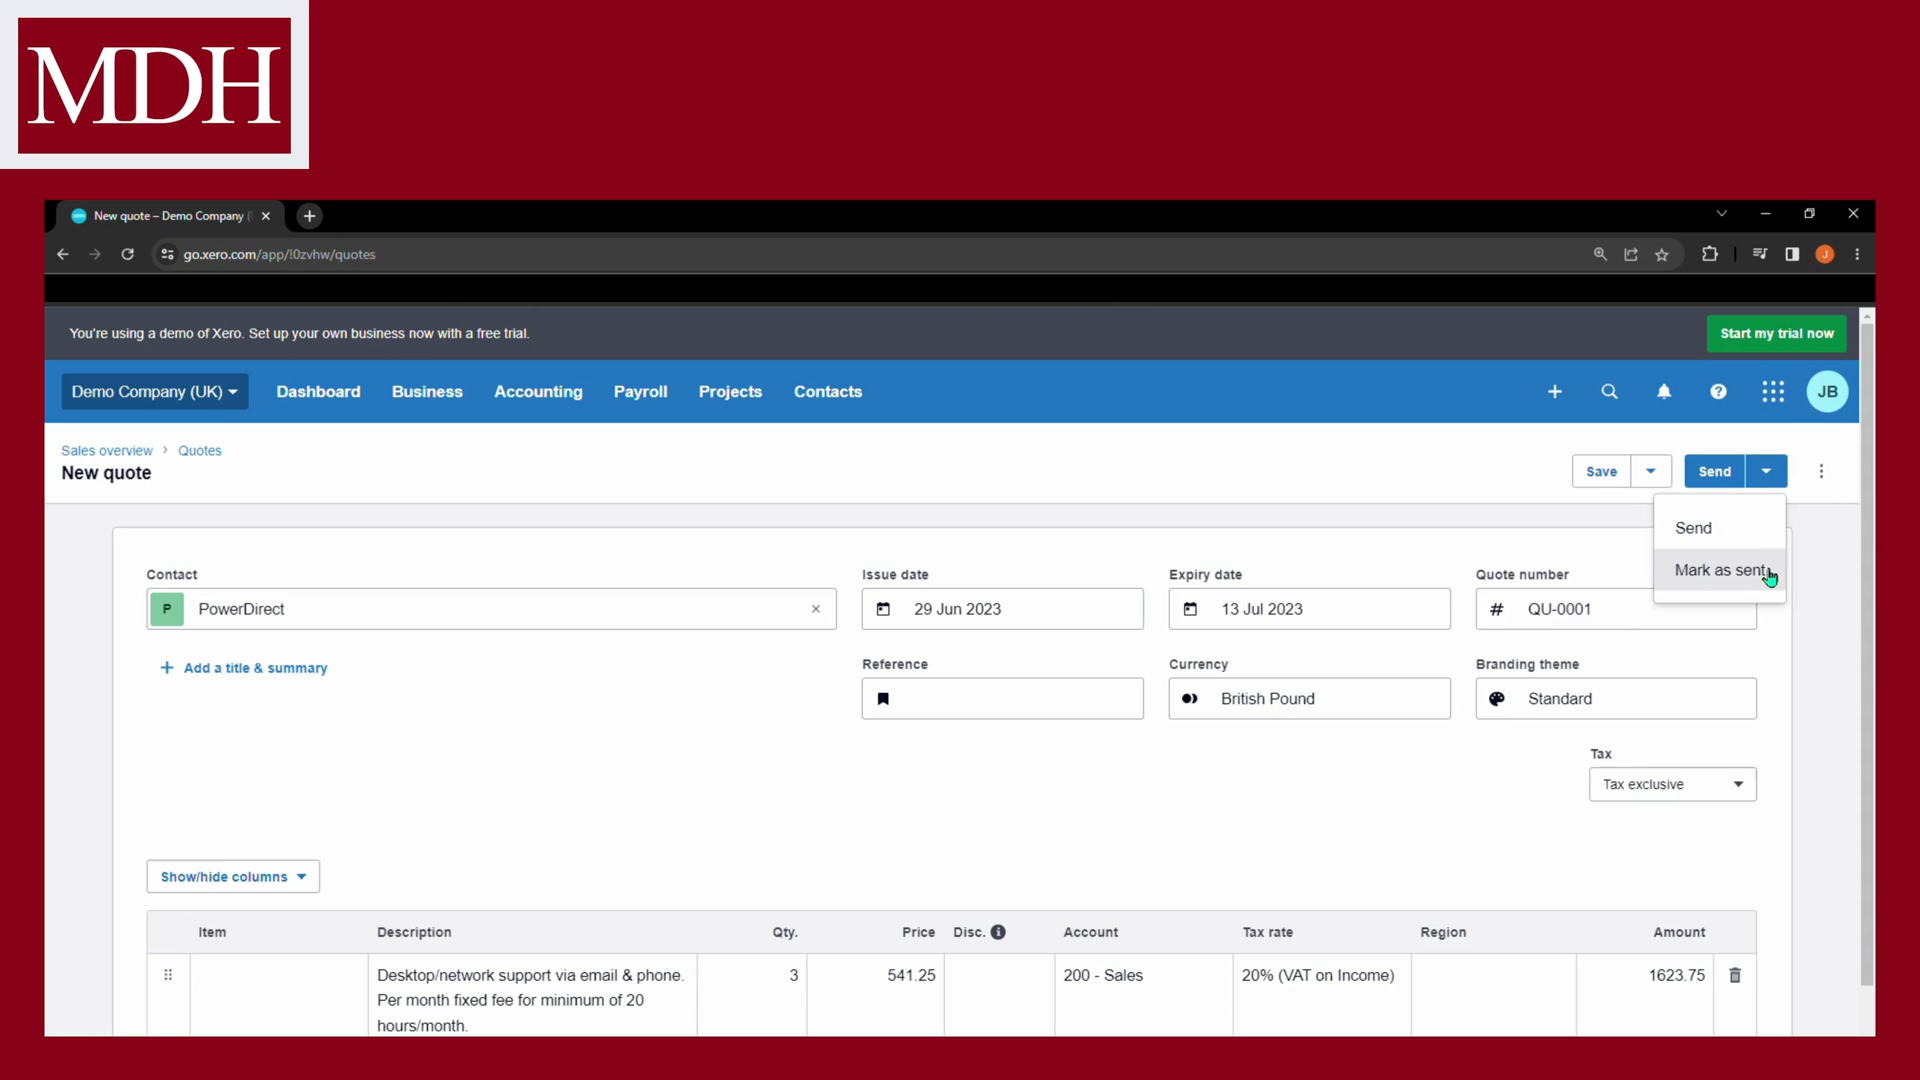 MDH
New quote – Demo Company (
go.xero.com/app/!0zvhw/quotes
J
You're using a demo of Xero. Set up your own business now with a free trial.
Start my trial now
Demo Company (UK)
Dashboard
Business
Accounting
Payroll
Projects
Contacts
JB
Sales overview
Quotes
New quote
Save
Send
Send
Mark as sent
Contact
Issue date
Expiry date
Quote number
P
PowerDirect
29 Jun 2023
13 Jul 2023
# QU-0001
Add a title & summary
Reference
Currency
Branding theme
British Pound
Standard
Tax
Tax exclusive
Show/hide columns
Item
Description
Qty.
Price
Disc.
Account
Tax rate
Region
Amount
Desktop/network support via email & phone.
Per month fixed fee for minimum of 20
hours/month.
3
541.25
200 - Sales
20% (VAT on Income)
1623.75